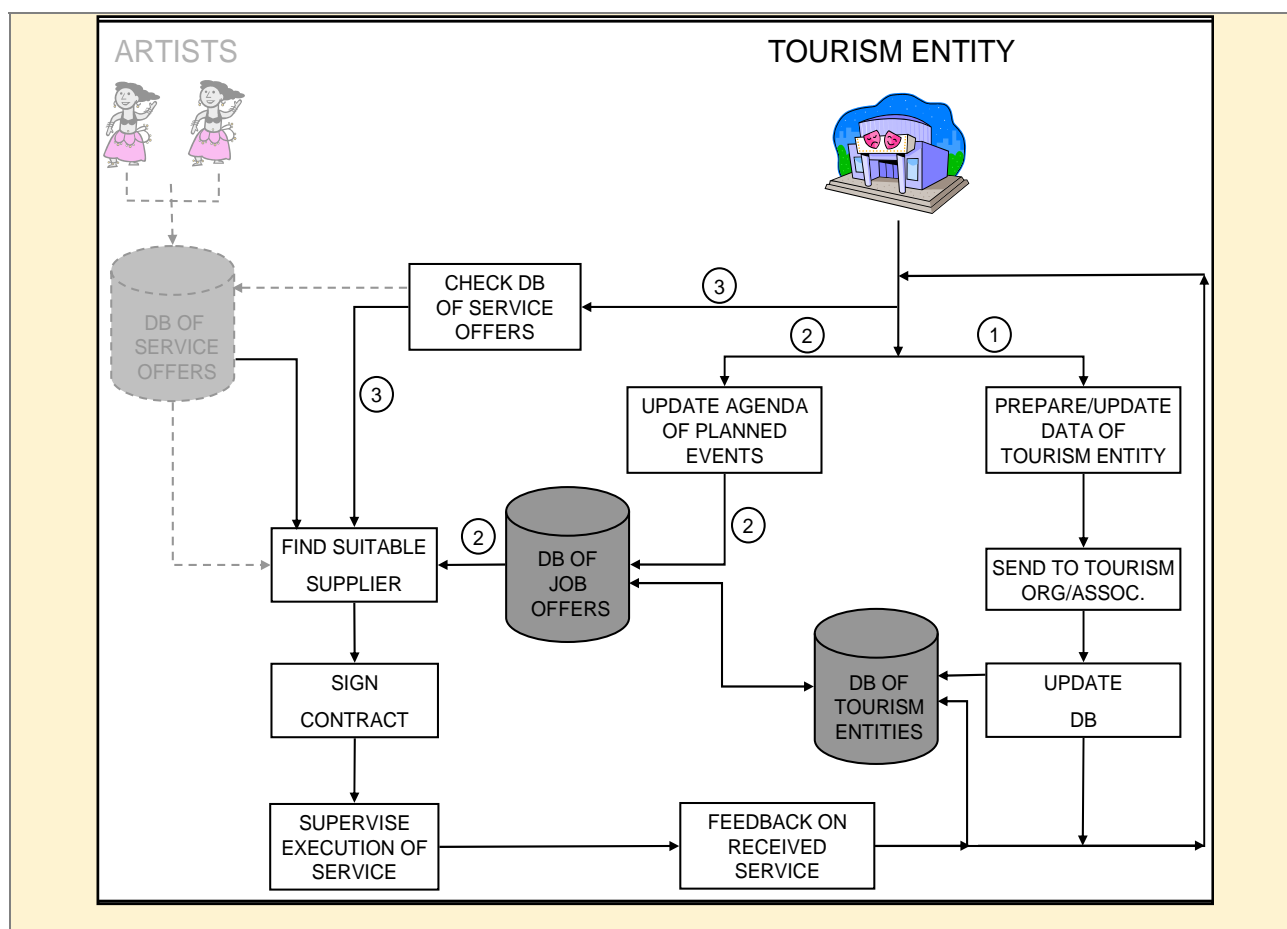 ARTISTS
TOURISM ENTITY
CHECK DB
OF SERVICE
OFFERS
3
DB OF
SERVICE
OFFERS
2
1
3
UPDATE AGENDA
OF PLANNED
EVENTS
PREPARE/UPDATE
DATA OF
TOURISM ENTITY
2
2
FIND SUITABLE
SUPPLIER
DB OF
JOB
OFFERS
SEND TO TOURISM
ORG/ASSOC.
SIGN
CONTRACT
DB OF
TOURISM
ENTITIES
UPDATE
DB
SUPERVISE
EXECUTION OF
SERVICE
FEEDBACK ON
RECEIVED
SERVICE